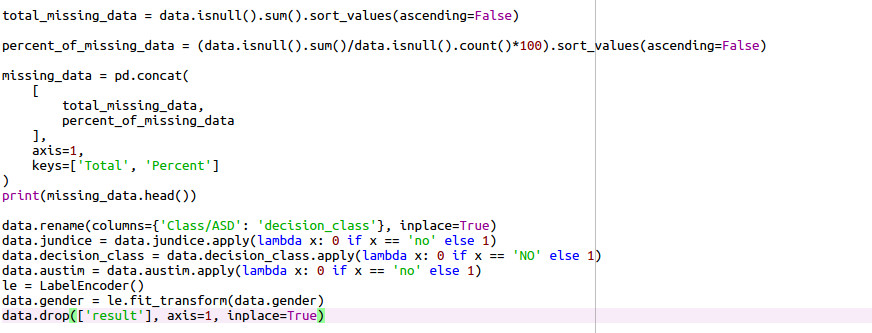 total_missing_data = data.isnull().sum().sort_values(ascending=False)
percent_of_missing_data = (data.isnull().sum()/data.isnull().count()*100).sort_values(ascending=False)
missing_data = pd.concat(
    [
        total_missing_data,
        percent_of_missing_data
    ],
    axis=1,
    keys=['Total', 'Percent']
)
print(missing_data.head())
data.rename(columns={'Class/ASD': 'decision_class'}, inplace=True)
data.jundice = data.jundice.apply(lambda x: 0 if x == 'no' else 1)
data.decision_class = data.decision_class.apply(lambda x: 0 if x == 'NO' else 1)
data.austim = data.austim.apply(lambda x: 0 if x == 'no' else 1)
le = LabelEncoder()
data.gender = le.fit_transform(data.gender)
data.drop(['result'], axis=1, inplace=True)